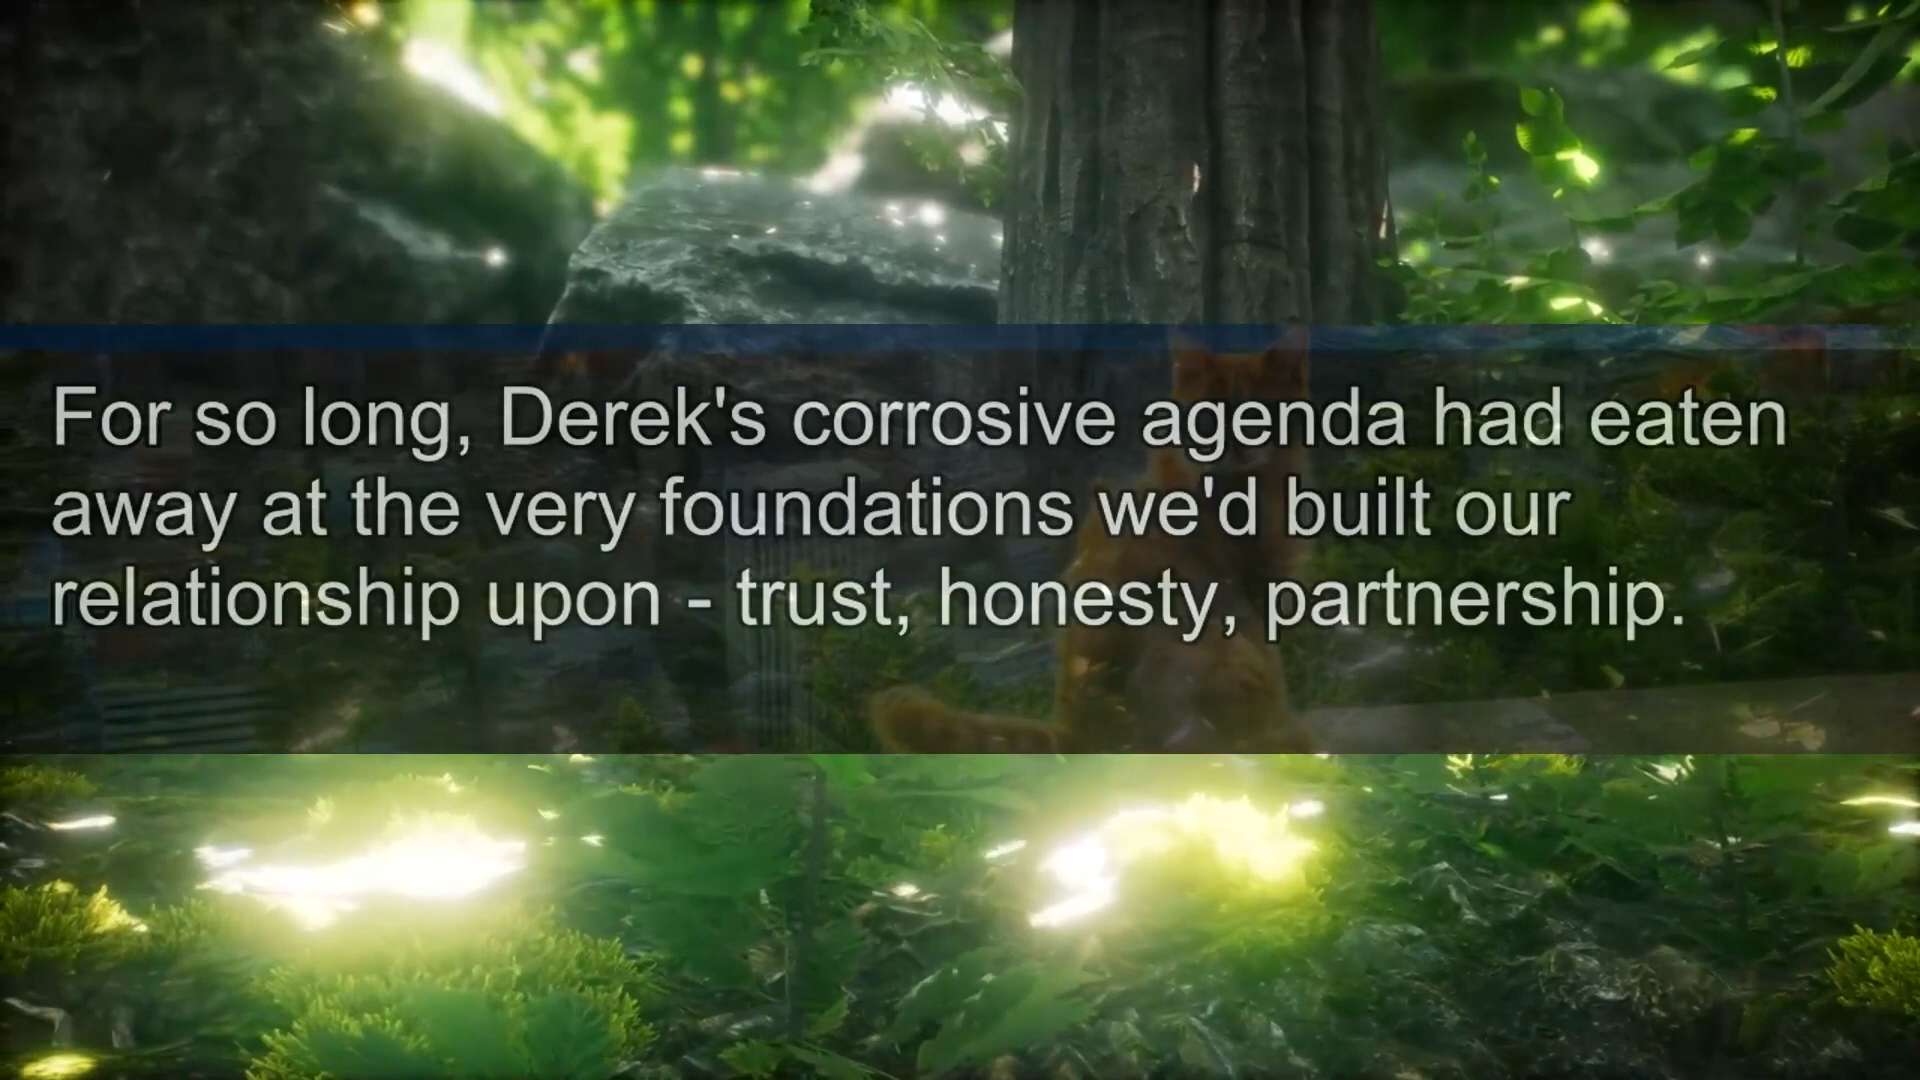 For so long, Derek's corrosive agenda had eaten
away at the very foundations we'd built our
relationship upon - trust, honesty, partnership.